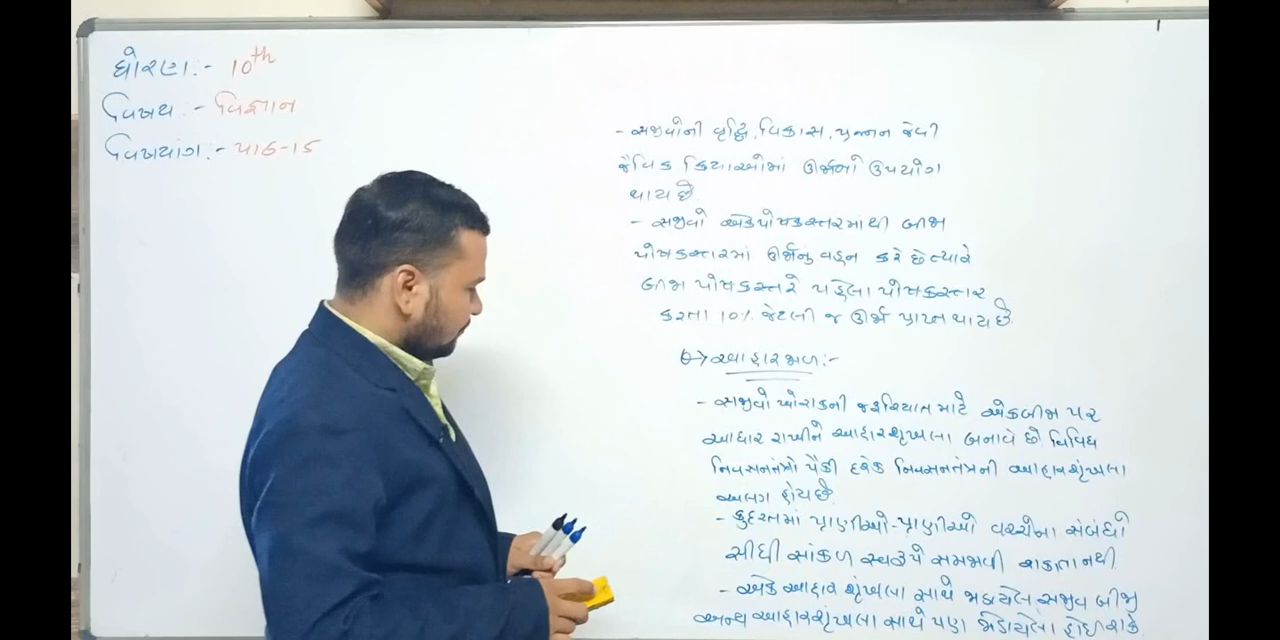 ધોરણ:- 10th
વિષય:- વિજ્ઞાન
વિષયાંગ:- પાઠ-15
- સજીવોની વૃદ્ધિ, વિકાસ, પ્રજનન જેવી
જૈવિક ક્રિયાઓમાં ઊર્જાનો ઉપયોગ
થાય છે
- સજીવો એક પોષકસ્તરમાંથી બીજા
પોષકસ્તરમાં ઊર્જાનું વહન કરે છે ત્યારે
બીજા પોષકસ્તરે પહેલા પોષકસ્તર
કરતા 10% જેટલી જ ઊર્જા પ્રાપ્ત થાય છે.
→ આહારજાળ:-
- સજીવો ખોરાકની જરૂરિયાત માટે એકબીજા પર
આધાર રાખીને આહારશૃંખલા બનાવે છે. વિવિધ
નિવસનતંત્રો પૈકી દરેક નિવસનતંત્રની આહારશૃંખલા
અલગ હોય છે
- કુદરતમાં પ્રાણીઓ-પ્રાણીઓ વચ્ચેના સંબંધો
સીધી સાંકળ સ્વરૂપે સમજાવી શકાતા નથી
- એક આહાર શૃંખલા સાથે જોડાયેલ સજીવ બીજી
અન્ય આહારશૃંખલા સાથે પણ જોડાયેલા હોઈ શકે